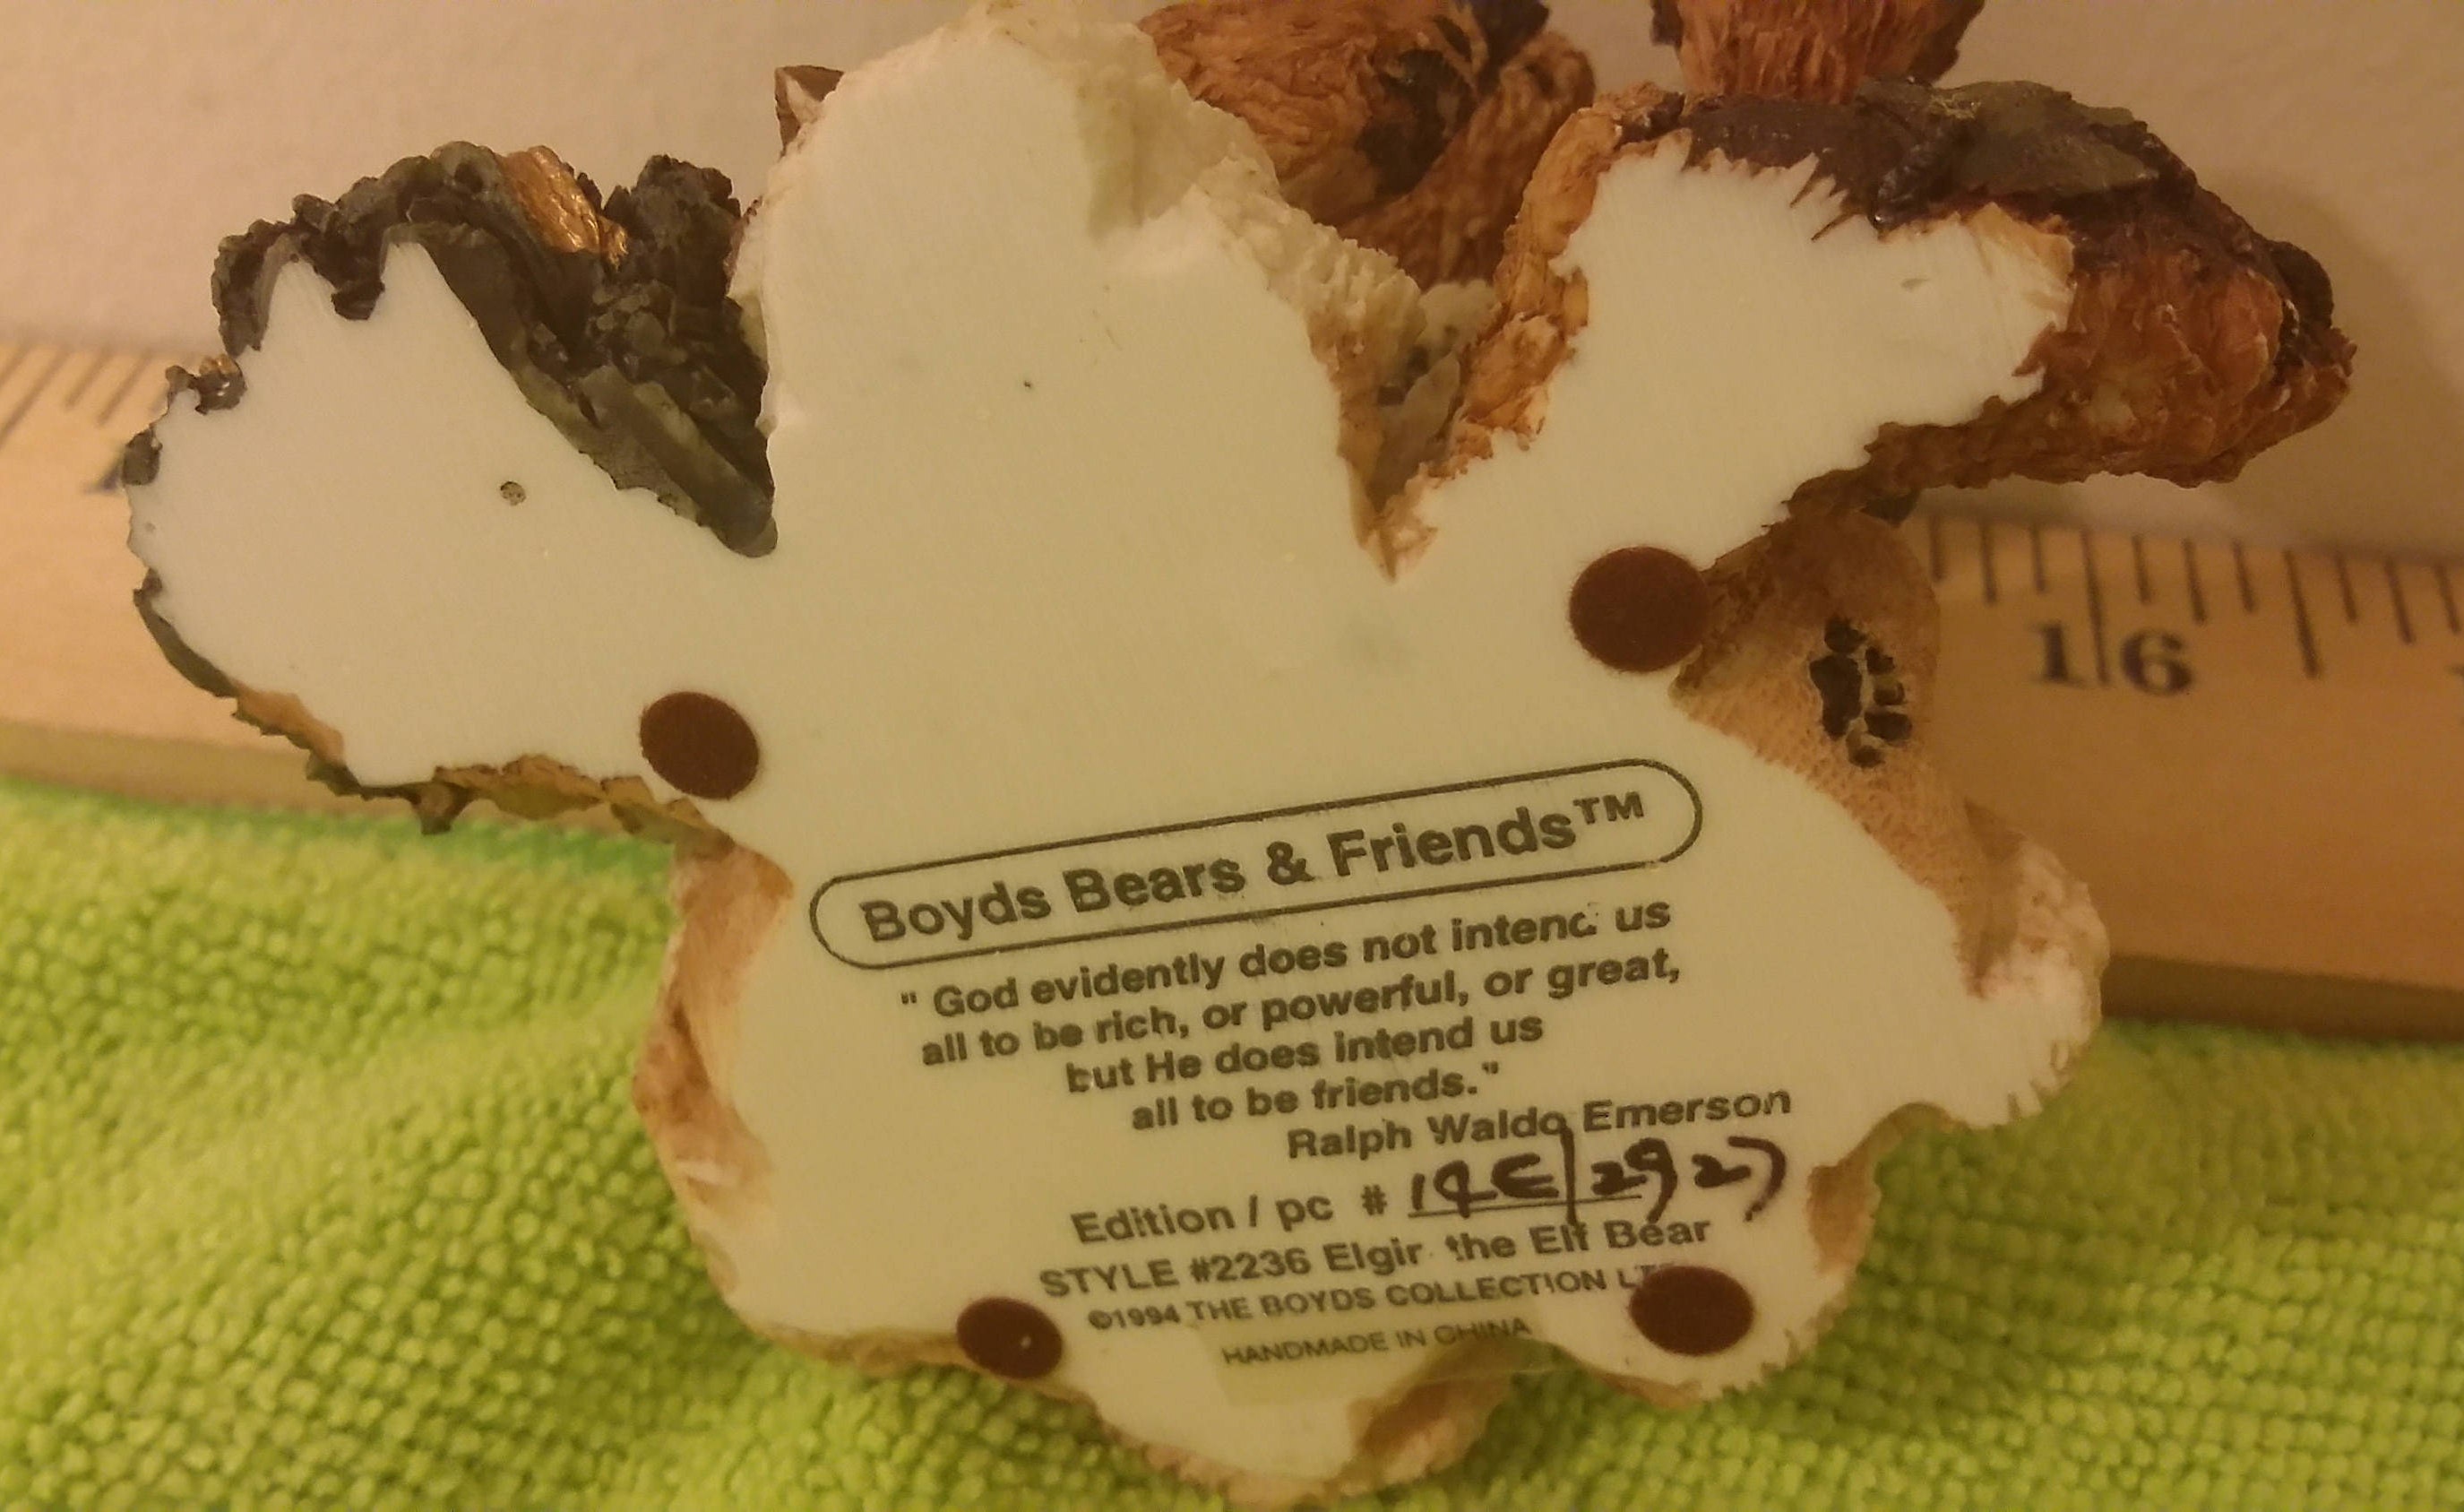 16
Boyds Bears & Friends™
" God evidently does not intend us
all to be rich, or powerful, or great,
but He does intend us
all to be friends."
Ralph Waldo Emerson
Edition / pc # 14E/2927
STYLE #2236 Elgin the Elf Bear
©1994 THE BOYDS COLLECTION
HANDMADE IN CHINA